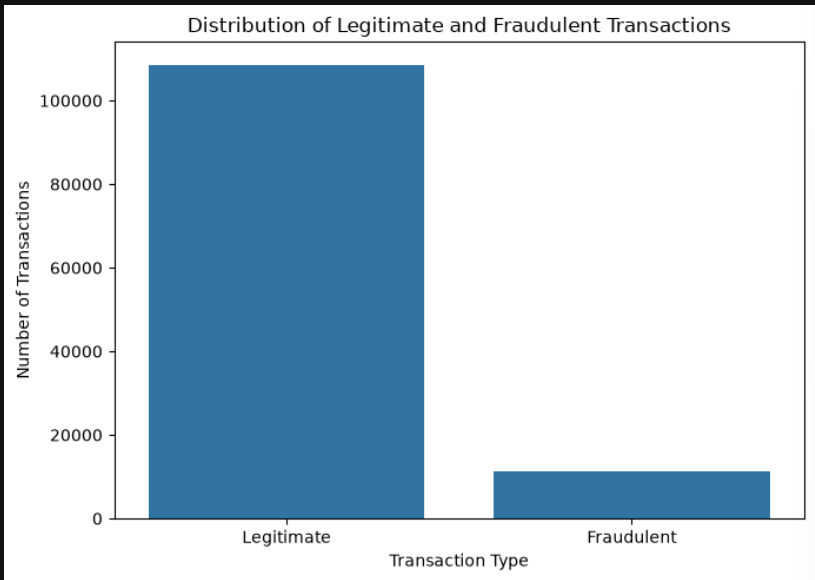 Distribution of Legitimate and Fraudulent Transactions
100000
80000
60000
40000
20000
0
Number of Transactions
Legitimate Fraudulent
Transaction Type